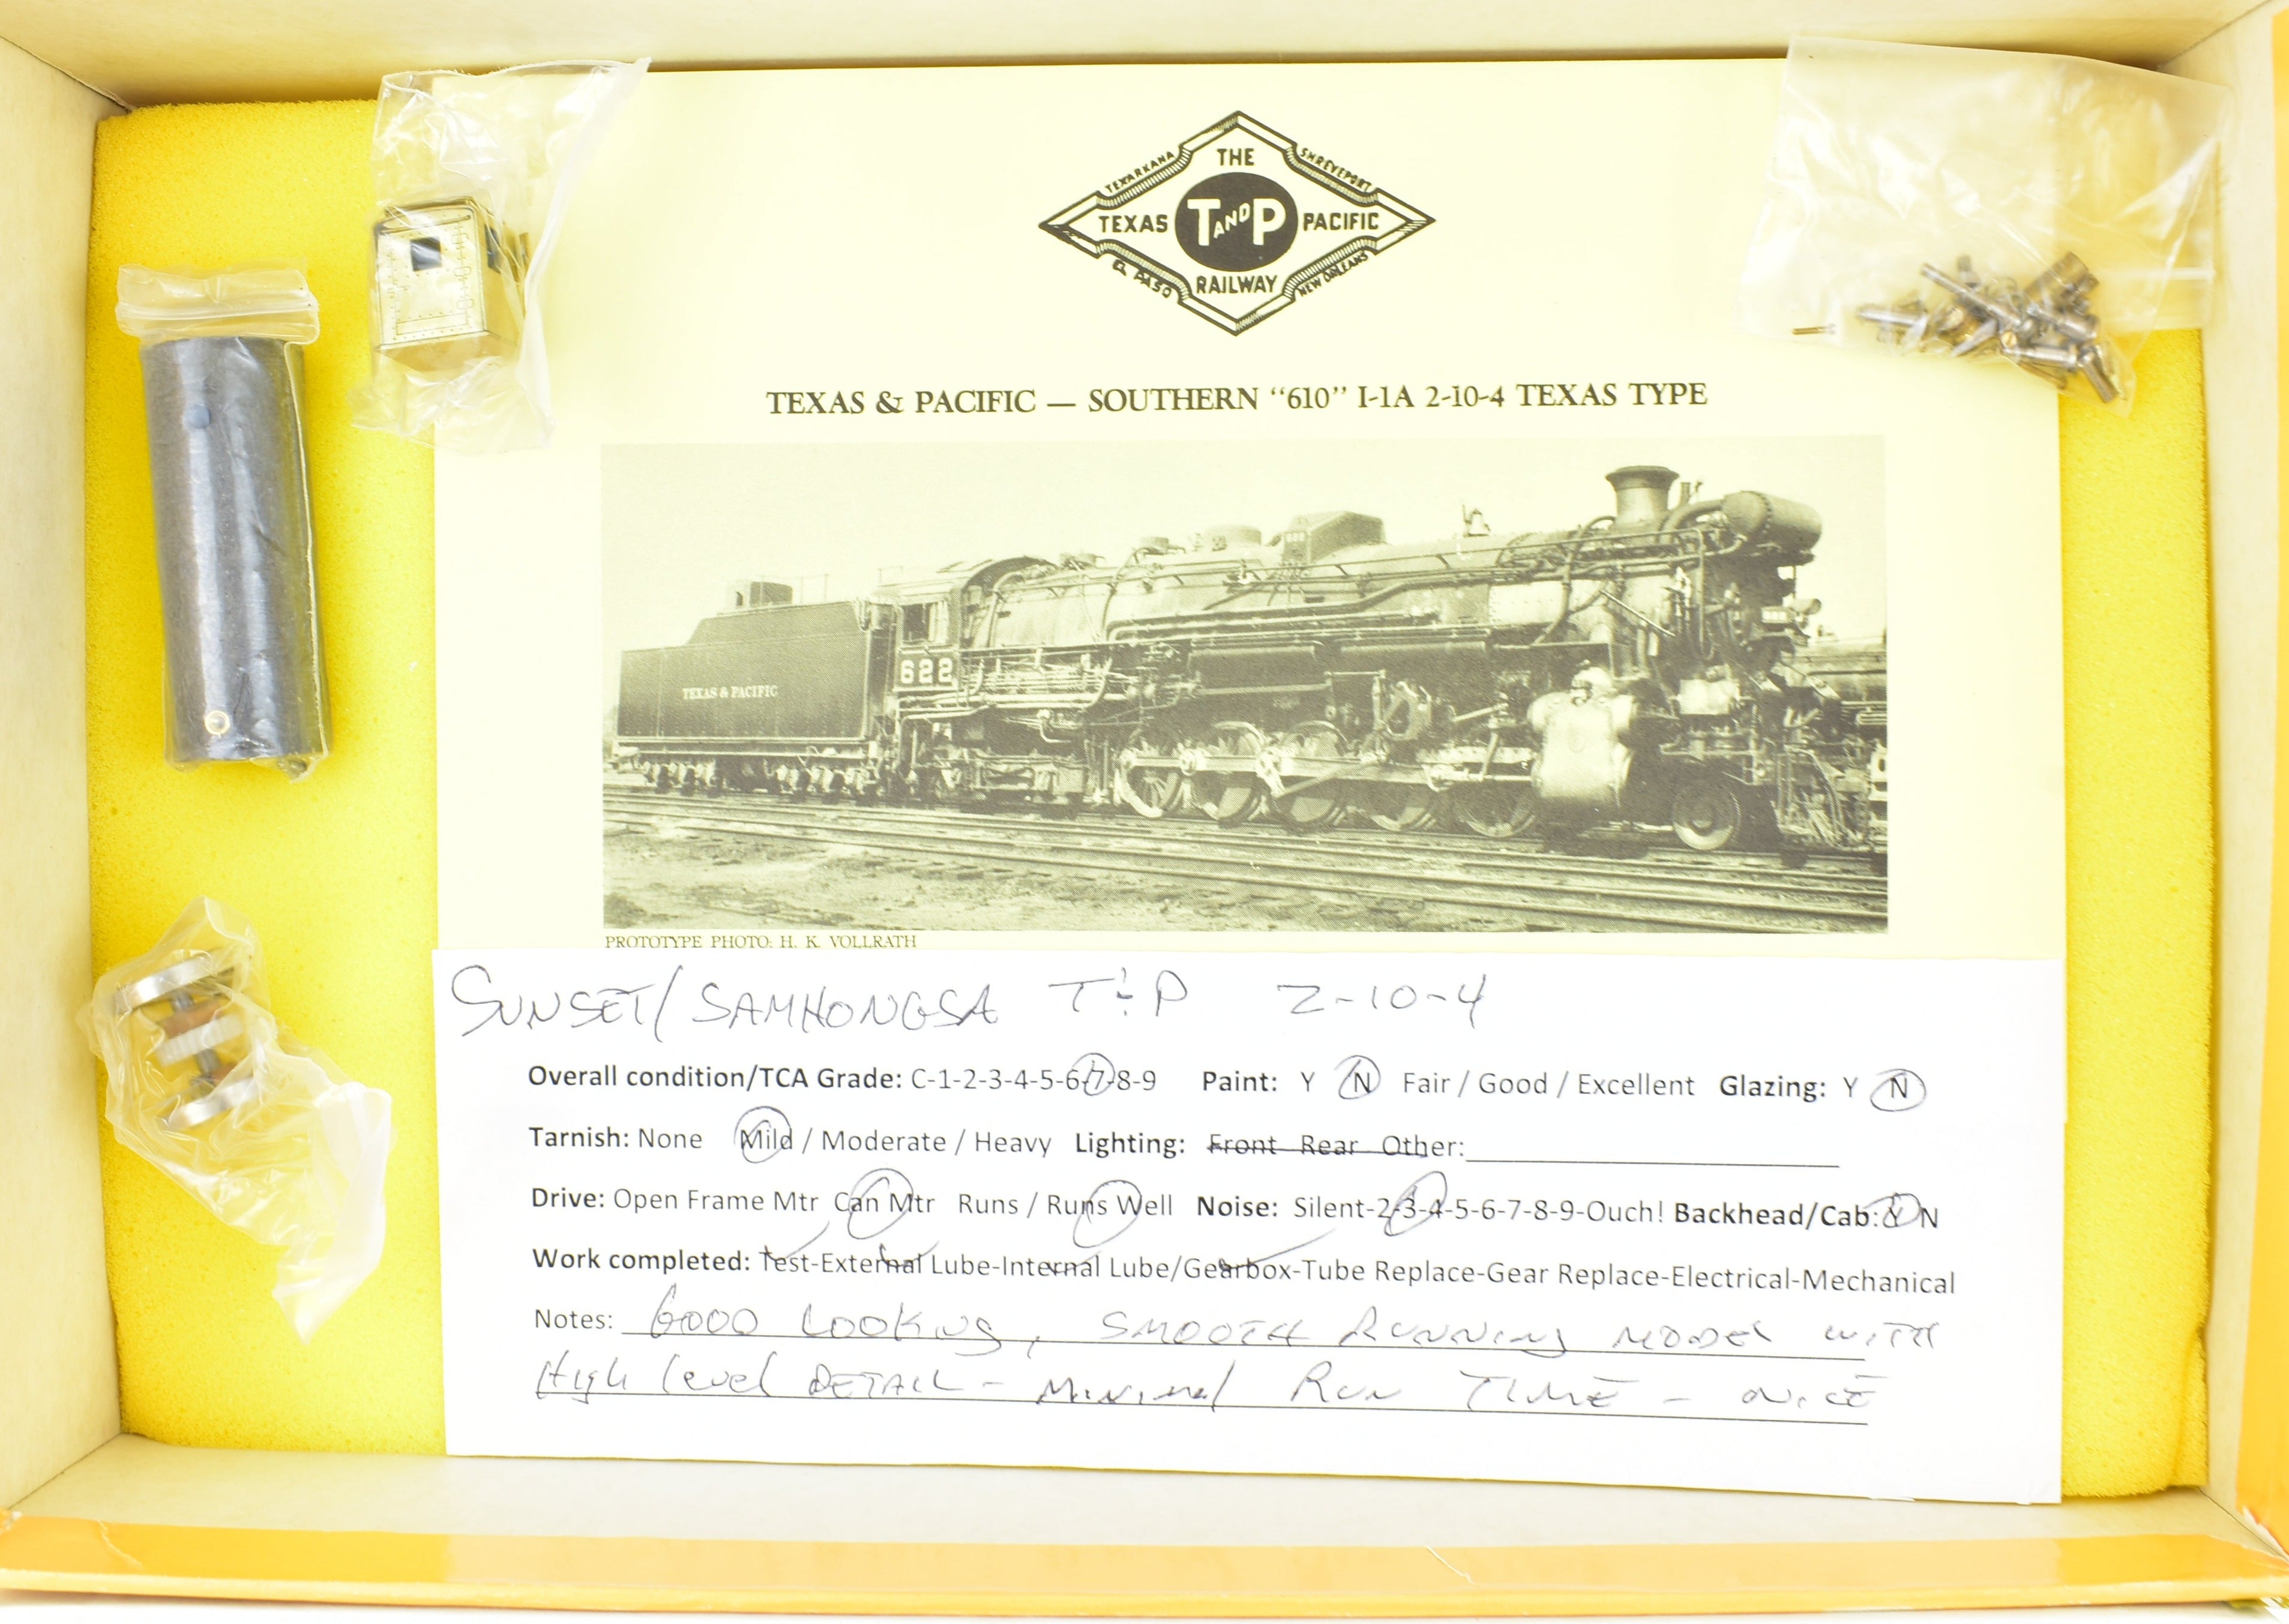 TEXARKANA SHREVEPORT
THE
TEXAS T AND P PACIFIC
RAILWAY
EL PASO NEW ORLEANS
TEXAS & PACIFIC — SOUTHERN “610” I-1A 2-10-4 TEXAS TYPE
622
TEXAS & PACIFIC
PROTOTYPE PHOTO: H. K. VOLLRATH
SUNSET/SAMHONGSA T&P 2-10-4
Overall condition/TCA Grade: C-1-2-3-4-5-6-7-8-9 Paint: Y N Fair / Good / Excellent Glazing: Y N
Tarnish: None Mild / Moderate / Heavy Lighting: Front Rear Other:
Drive: Open Frame Mtr Can Mtr Runs / Runs Well Noise: Silent-2-3-4-5-6-7-8-9-Ouch! Backhead/Cab: Y N
Work completed: Test-External Lube-Internal Lube/Gearbox-Tube Replace-Gear Replace-Electrical-Mechanical
Notes: GOOD LOOKING, SMOOTH RUNNING MODEL WITH
High level DETAIL - Minimal RUN TIME - NICE